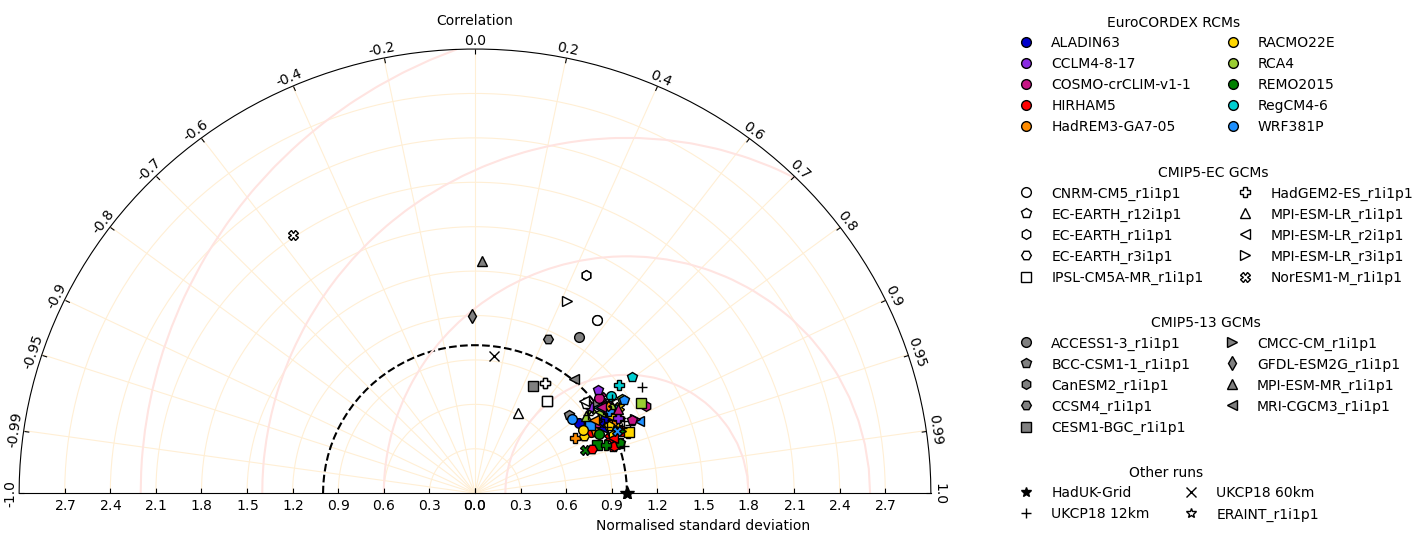 Correlation
-1.0
-0.99
-0.95
-0.9
-0.8
-0.7
-0.6
-0.4
-0.2
0.0
0.2
0.4
0.6
0.7
0.8
0.9
0.95
0.99
1.0
2.7 2.4 2.1 1.8 1.5 1.2 0.9 0.6 0.3 0.0 0.3 0.6 0.9 1.2 1.5 1.8 2.1 2.4 2.7
Normalised standard deviation
EuroCORDEX RCMs
ALADIN63 RACMO22E
CCLM4-8-17 RCA4
COSMO-crCLIM-v1-1 REMO2015
HIRHAM5 RegCM4-6
HadREM3-GA7-05 WRF381P
CMIP5-EC GCMs
CNRM-CM5_r1i1p1 HadGEM2-ES_r1i1p1
EC-EARTH_r12i1p1 MPI-ESM-LR_r1i1p1
EC-EARTH_r1i1p1 MPI-ESM-LR_r2i1p1
EC-EARTH_r3i1p1 MPI-ESM-LR_r3i1p1
IPSL-CM5A-MR_r1i1p1 NorESM1-M_r1i1p1
CMIP5-13 GCMs
ACCESS1-3_r1i1p1 CMCC-CM_r1i1p1
BCC-CSM1-1_r1i1p1 GFDL-ESM2G_r1i1p1
CanESM2_r1i1p1 MPI-ESM-MR_r1i1p1
CCSM4_r1i1p1 MRI-CGCM3_r1i1p1
CESM1-BGC_r1i1p1
Other runs
HadUK-Grid UKCP18 60km
UKCP18 12km ERAINT_r1i1p1